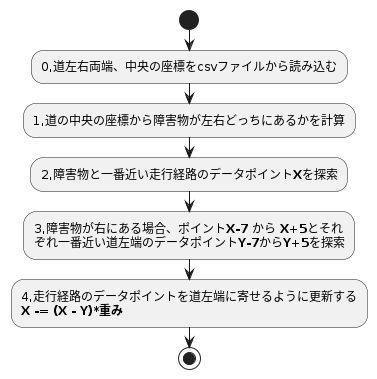 0,道左右両端、中央の座標をcsvファイルから読み込む
1,道の中央の座標から障害物が左右どっちにあるかを計算
2,障害物と一番近い走行経路のデータポイントXを探索
3,障害物が右にある場合、ポイントX-7 から X+5とそれ
ぞれ一番近い道左端のデータポイントY-7からY+5を探索
4,走行経路のデータポイントを道左端に寄せるように更新する
X -= (X - Y)*重み